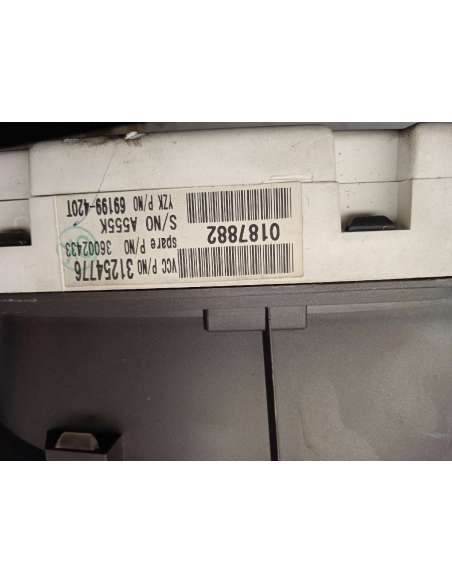 VCC P/NO 31254776
spare P/NO 36002433
0187882
S/NO A555K
YZK P/NO 69199-420T